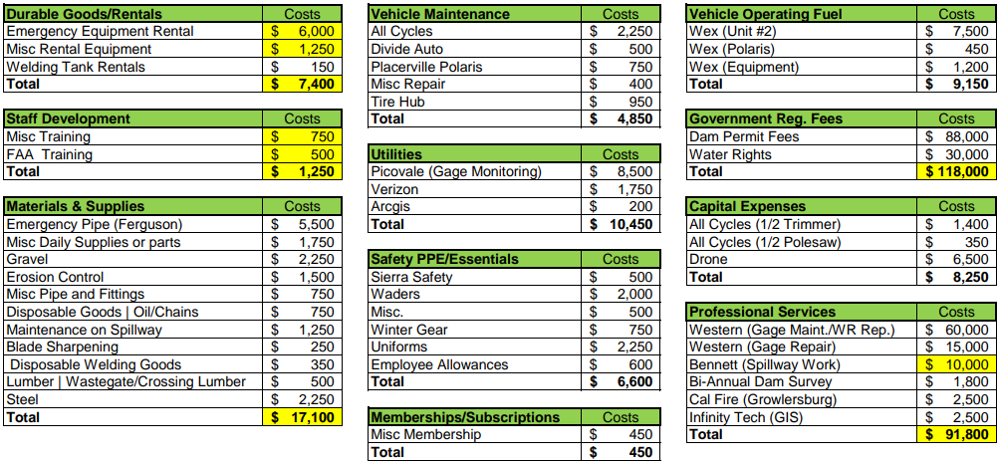 Durable Goods/Rentals Costs
Emergency Equipment Rental $ 6,000
Misc Rental Equipment $ 1,250
Welding Tank Rentals $ 150
Total $ 7,400
Staff Development Costs
Misc Training $ 750
FAA Training $ 500
Total $ 1,250
Materials & Supplies Costs
Emergency Pipe (Ferguson) $ 5,500
Misc Daily Supplies or parts $ 1,750
Gravel $ 2,250
Erosion Control $ 1,500
Misc Pipe and Fittings $ 750
Disposable Goods | Oil/Chains $ 750
Maintenance on Spillway $ 1,250
Blade Sharpening $ 250
Disposable Welding Goods $ 350
Lumber | Wastegate/Crossing Lumber $ 500
Steel $ 2,250
Total $ 17,100
Vehicle Maintenance Costs
All Cycles $ 2,250
Divide Auto $ 500
Placerville Polaris $ 750
Misc Repair $ 400
Tire Hub $ 950
Total $ 4,850
Utilities Costs
Picovale (Gage Monitoring) $ 8,500
Verizon $ 1,750
Arcgis $ 200
Total $ 10,450
Safety PPE/Essentials Costs
Sierra Safety $ 500
Waders $ 2,000
Misc. $ 500
Winter Gear $ 750
Uniforms $ 2,250
Employee Allowances $ 600
Total $ 6,600
Memberships/Subscriptions Costs
Misc Membership $ 450
Total $ 450
Vehicle Operating Fuel Costs
Wex (Unit #2) $ 7,500
Wex (Polaris) $ 450
Wex (Equipment) $ 1,200
Total $ 9,150
Government Reg. Fees Costs
Dam Permit Fees $ 88,000
Water Rights $ 30,000
Total $ 118,000
Capital Expenses Costs
All Cycles (1/2 Trimmer) $ 1,400
All Cycles (1/2 Polesaw) $ 350
Drone $ 6,500
Total $ 8,250
Professional Services Costs
Western (Gage Maint./WR Rep.) $ 60,000
Western (Gage Repair) $ 15,000
Bennett (Spillway Work) $ 10,000
Bi-Annual Dam Survey $ 1,800
Cal Fire (Growlersburg) $ 2,500
Infinity Tech (GIS) $ 2,500
Total $ 91,800